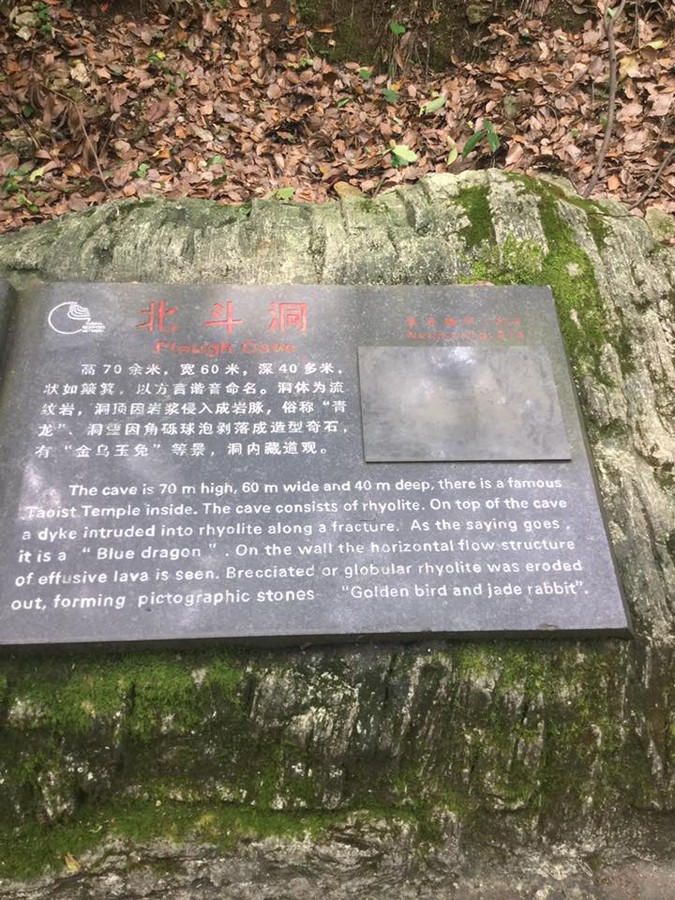 北斗洞
Plough Cave
高70余米，宽60米，深40多米，
状如簸箕，以方言谐音命名。洞体为流
纹岩，洞顶因岩浆侵入成岩脉，俗称“青
龙”、洞壁因角砾球泡剥落成造型奇石，
有“金乌玉兔”等景，洞内藏道观。
The cave is 70 m high, 60 m wide and 40 m deep, there is a famous
Taoist Temple inside. The cave consists of rhyolite. On top of the cave
a dyke intruded into rhyolite along a fracture. As the saying goes ,
it is a “ Blue dragon ” . On the wall the horizontal flow structure
of effusive lava is seen. Brecciated or globular rhyolite was eroded
out, forming pictographic stones “Golden bird and jade rabbit”.